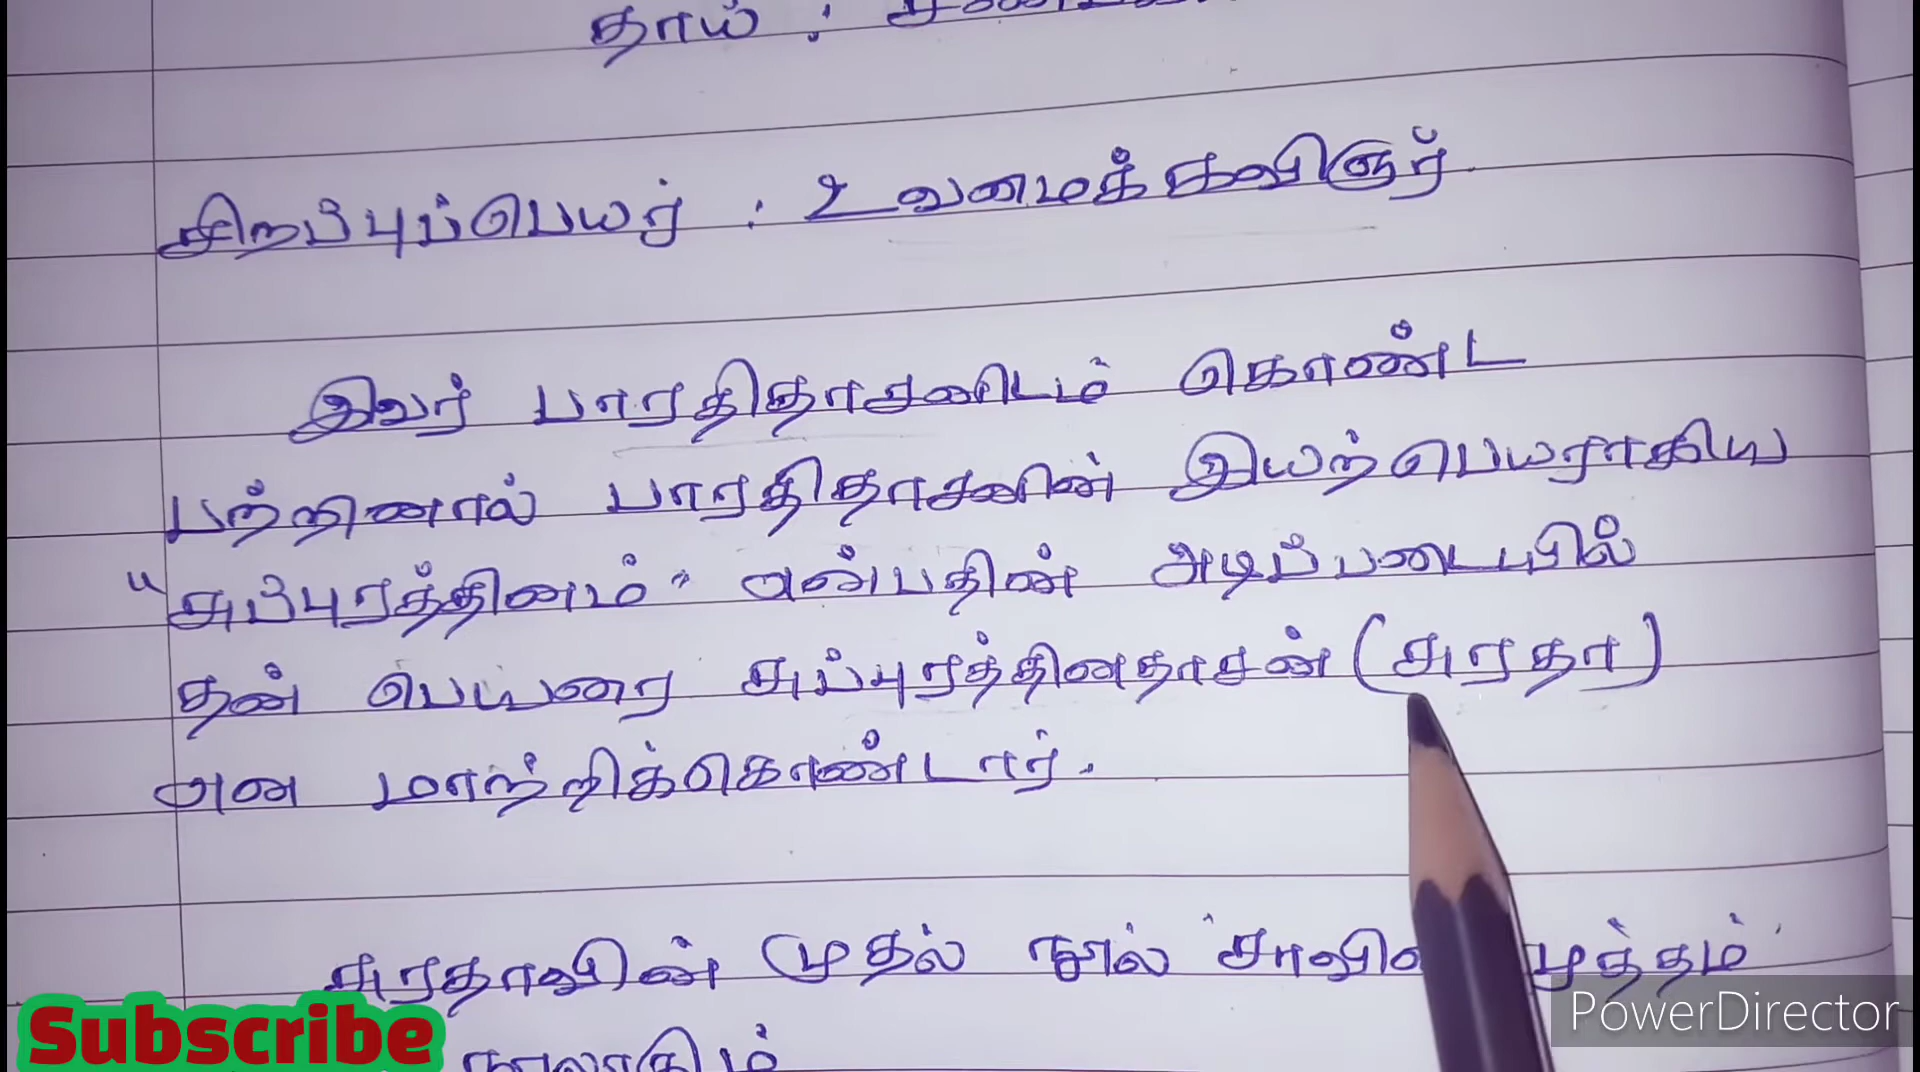 தாய் :
சிறப்புப்பெயர் : உவமைக்கவிஞர்
இவர் பாரதிதாசனிடம் கொண்ட
பற்றினால் பாரதிதாசனின் இயற்பெயராகிய
"சுப்புரத்தினம்" என்பதின் அடிப்படையில்
தன் பெயரை சுப்புரத்தினதாசன் (சுரதா)
என மாற்றிக்கொண்டார்.
சுரதாவின் முதல் நூல் 'சாவின் முத்தம்'
Subscribe
PowerDirector